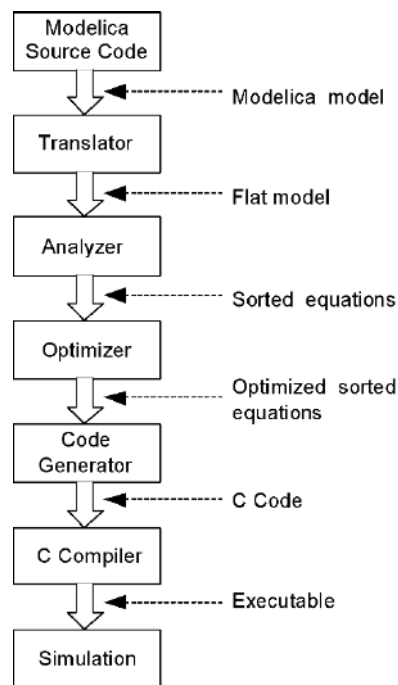 Modelica
Source Code
Modelica model
Translator
Flat model
Analyzer
Sorted equations
Optimizer
Optimized sorted
equations
Code
Generator
C Code
C Compiler
Executable
Simulation